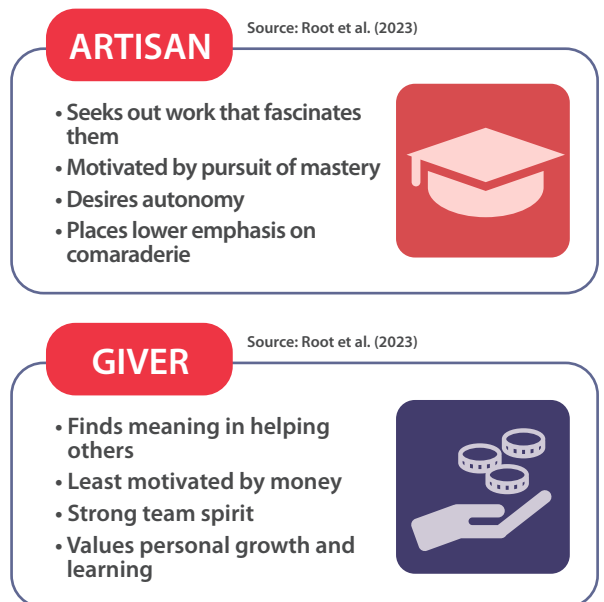 ARTISAN
Source: Root et al. (2023)
• Seeks out work that fascinates
them
• Motivated by pursuit of mastery
• Desires autonomy
• Places lower emphasis on
comaraderie
GIVER
Source: Root et al. (2023)
• Finds meaning in helping
others
• Least motivated by money
• Strong team spirit
• Values personal growth and
learning